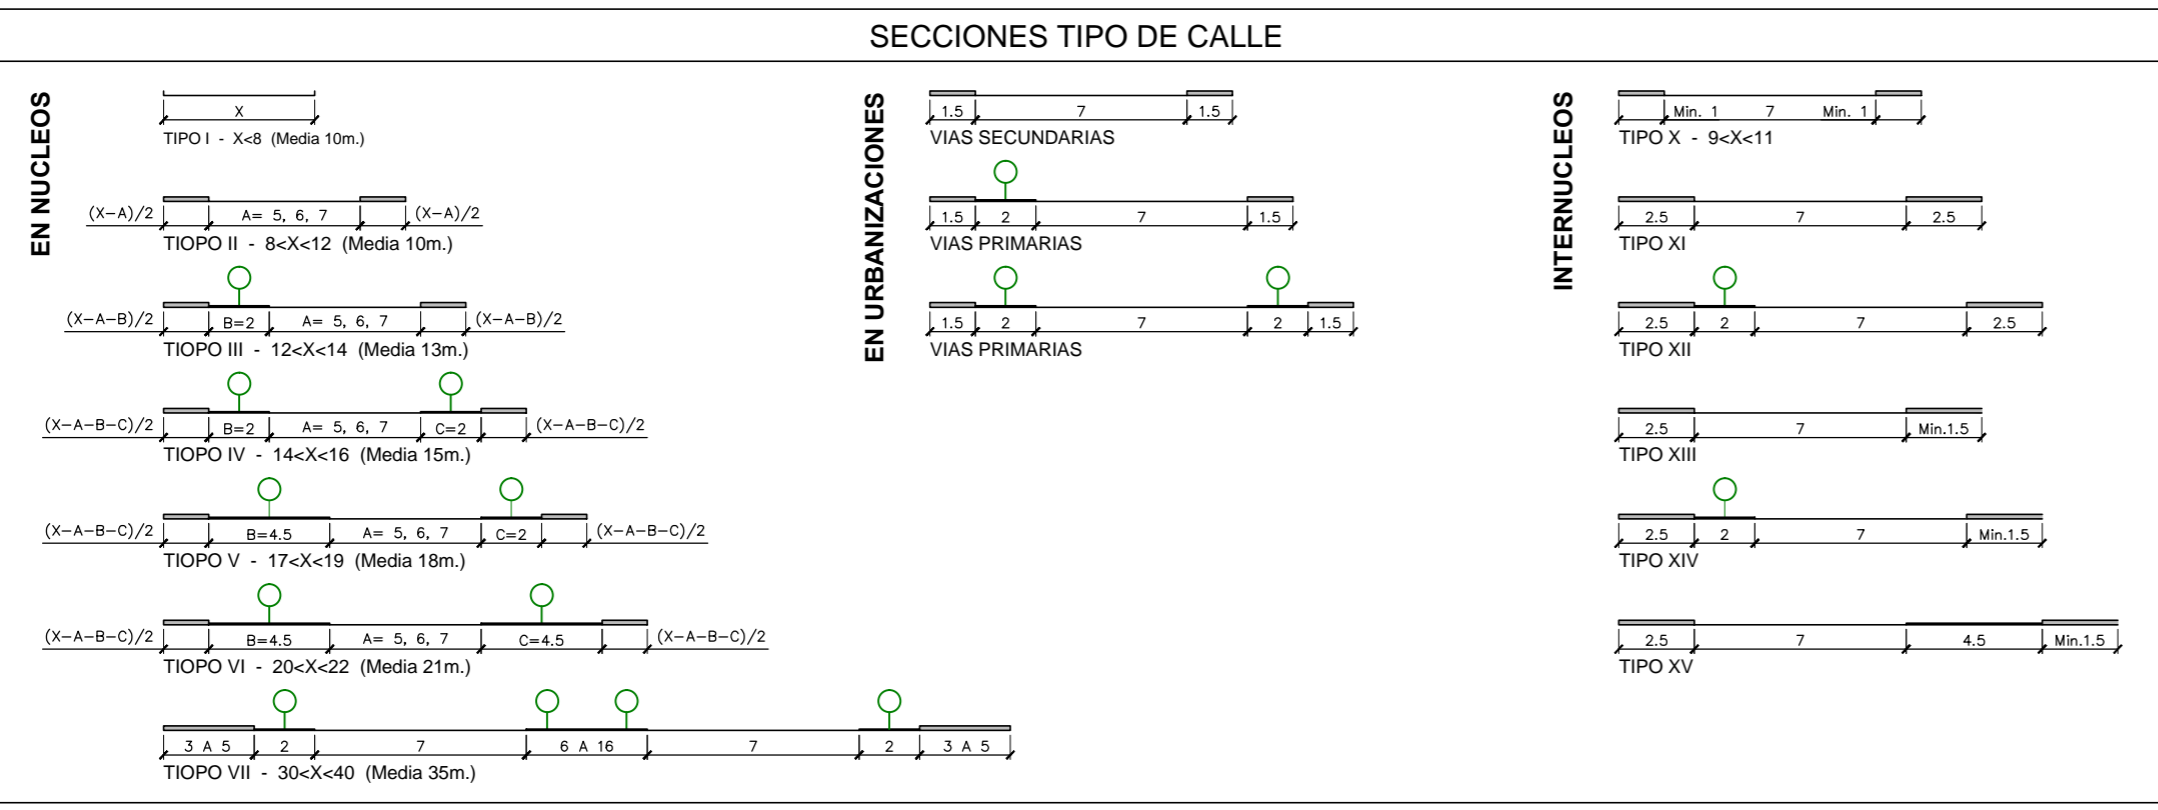 SECCIONES TIPO DE CALLE
EN NUCLEOS
X
TIPO I - X<8 (Media 10m.)
(X-A)/2 A= 5, 6, 7 (X-A)/2
TIOPO II - 8<X<12 (Media 10m.)
(X-A-B)/2 B=2 A= 5, 6, 7 (X-A-B)/2
TIOPO III - 12<X<14 (Media 13m.)
(X-A-B-C)/2 B=2 A= 5, 6, 7 C=2 (X-A-B-C)/2
TIOPO IV - 14<X<16 (Media 15m.)
(X-A-B-C)/2 B=4.5 A= 5, 6, 7 C=2 (X-A-B-C)/2
TIOPO V - 17<X<19 (Media 18m.)
(X-A-B-C)/2 B=4.5 A= 5, 6, 7 C=4.5 (X-A-B-C)/2
TIOPO VI - 20<X<22 (Media 21m.)
3 A 5 2 7 6 A 16 7 2 3 A 5
TIOPO VII - 30<X<40 (Media 35m.)
EN URBANIZACIONES
1.5 7 1.5
VIAS SECUNDARIAS
1.5 2 7 1.5
VIAS PRIMARIAS
1.5 2 7 2 1.5
VIAS PRIMARIAS
INTERNUCLEOS
Min. 1 7 Min. 1
TIPO X - 9<X<11
2.5 7 2.5
TIPO XI
2.5 2 7 2.5
TIPO XII
2.5 7 Min.1.5
TIPO XIII
2.5 2 7 Min.1.5
TIPO XIV
2.5 7 4.5 Min.1.5
TIPO XV